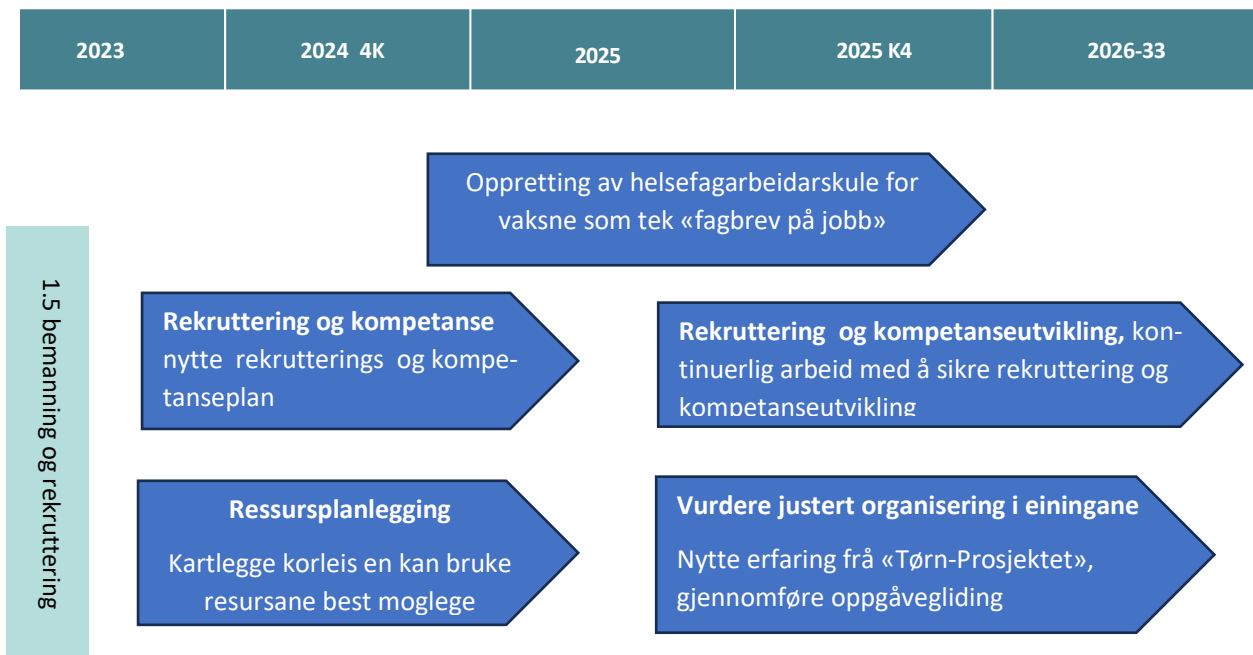 2023
2024 4K
2025
2025 K4
2026-33
1.5 bemanning og rekruttering
Oppretting av helsefagarbeidarskule for
vaksne som tek «fagbrev på jobb»
Rekruttering og kompetanse
nytte rekrutterings og kompe-
tanseplan
Rekruttering og kompetanseutvikling, kon-
tinuerlig arbeid med å sikre rekruttering og
kompetanseutvikling
Ressursplanlegging
Kartlegge korleis en kan bruke
resursane best moglege
Vurdere justert organisering i einingane
Nytte erfaring frå «Tørn-Prosjektet»,
gjennomføre oppgåvegliding